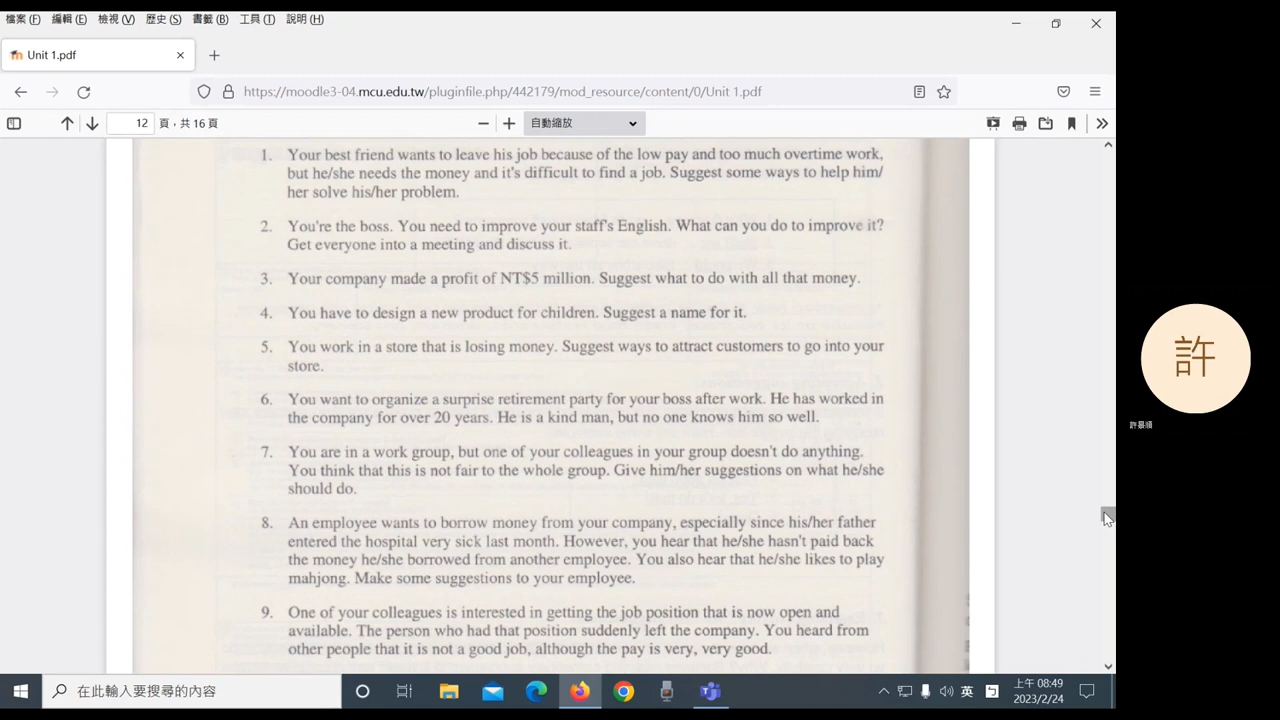 檔案 (F) 編輯 (E) 檢視 (V) 歷史 (S) 書籤 (B) 工具 (T) 說明 (H)
Unit 1.pdf
https://moodle3-04.mcu.edu.tw/pluginfile.php/442179/mod_resource/content/0/Unit 1.pdf
12 頁，共 16 頁 自動縮放
1. Your best friend wants to leave his job because of the low pay and too much overtime work,
but he/she needs the money and it's difficult to find a job. Suggest some ways to help him/
her solve his/her problem.
2. You're the boss. You need to improve your staff's English. What can you do to improve it?
Get everyone into a meeting and discuss it.
3. Your company made a profit of NT$5 million. Suggest what to do with all that money.
4. You have to design a new product for children. Suggest a name for it.
5. You work in a store that is losing money. Suggest ways to attract customers to go into your
store.
6. You want to organize a surprise retirement party for your boss after work. He has worked in
the company for over 20 years. He is a kind man, but no one knows him so well.
7. You are in a work group, but one of your colleagues in your group doesn't do anything.
You think that this is not fair to the whole group. Give him/her suggestions on what he/she
should do.
8. An employee wants to borrow money from your company, especially since his/her father
entered the hospital very sick last month. However, you hear that he/she hasn't paid back
the money he/she borrowed from another employee. You also hear that he/she likes to play
mahjong. Make some suggestions to your employee.
9. One of your colleagues is interested in getting the job position that is now open and
available. The person who had that position suddenly left the company. You heard from
other people that it is not a good job, although the pay is very, very good.
許
在此輸入要搜尋的內容
英
上午 08:49
2023/2/24